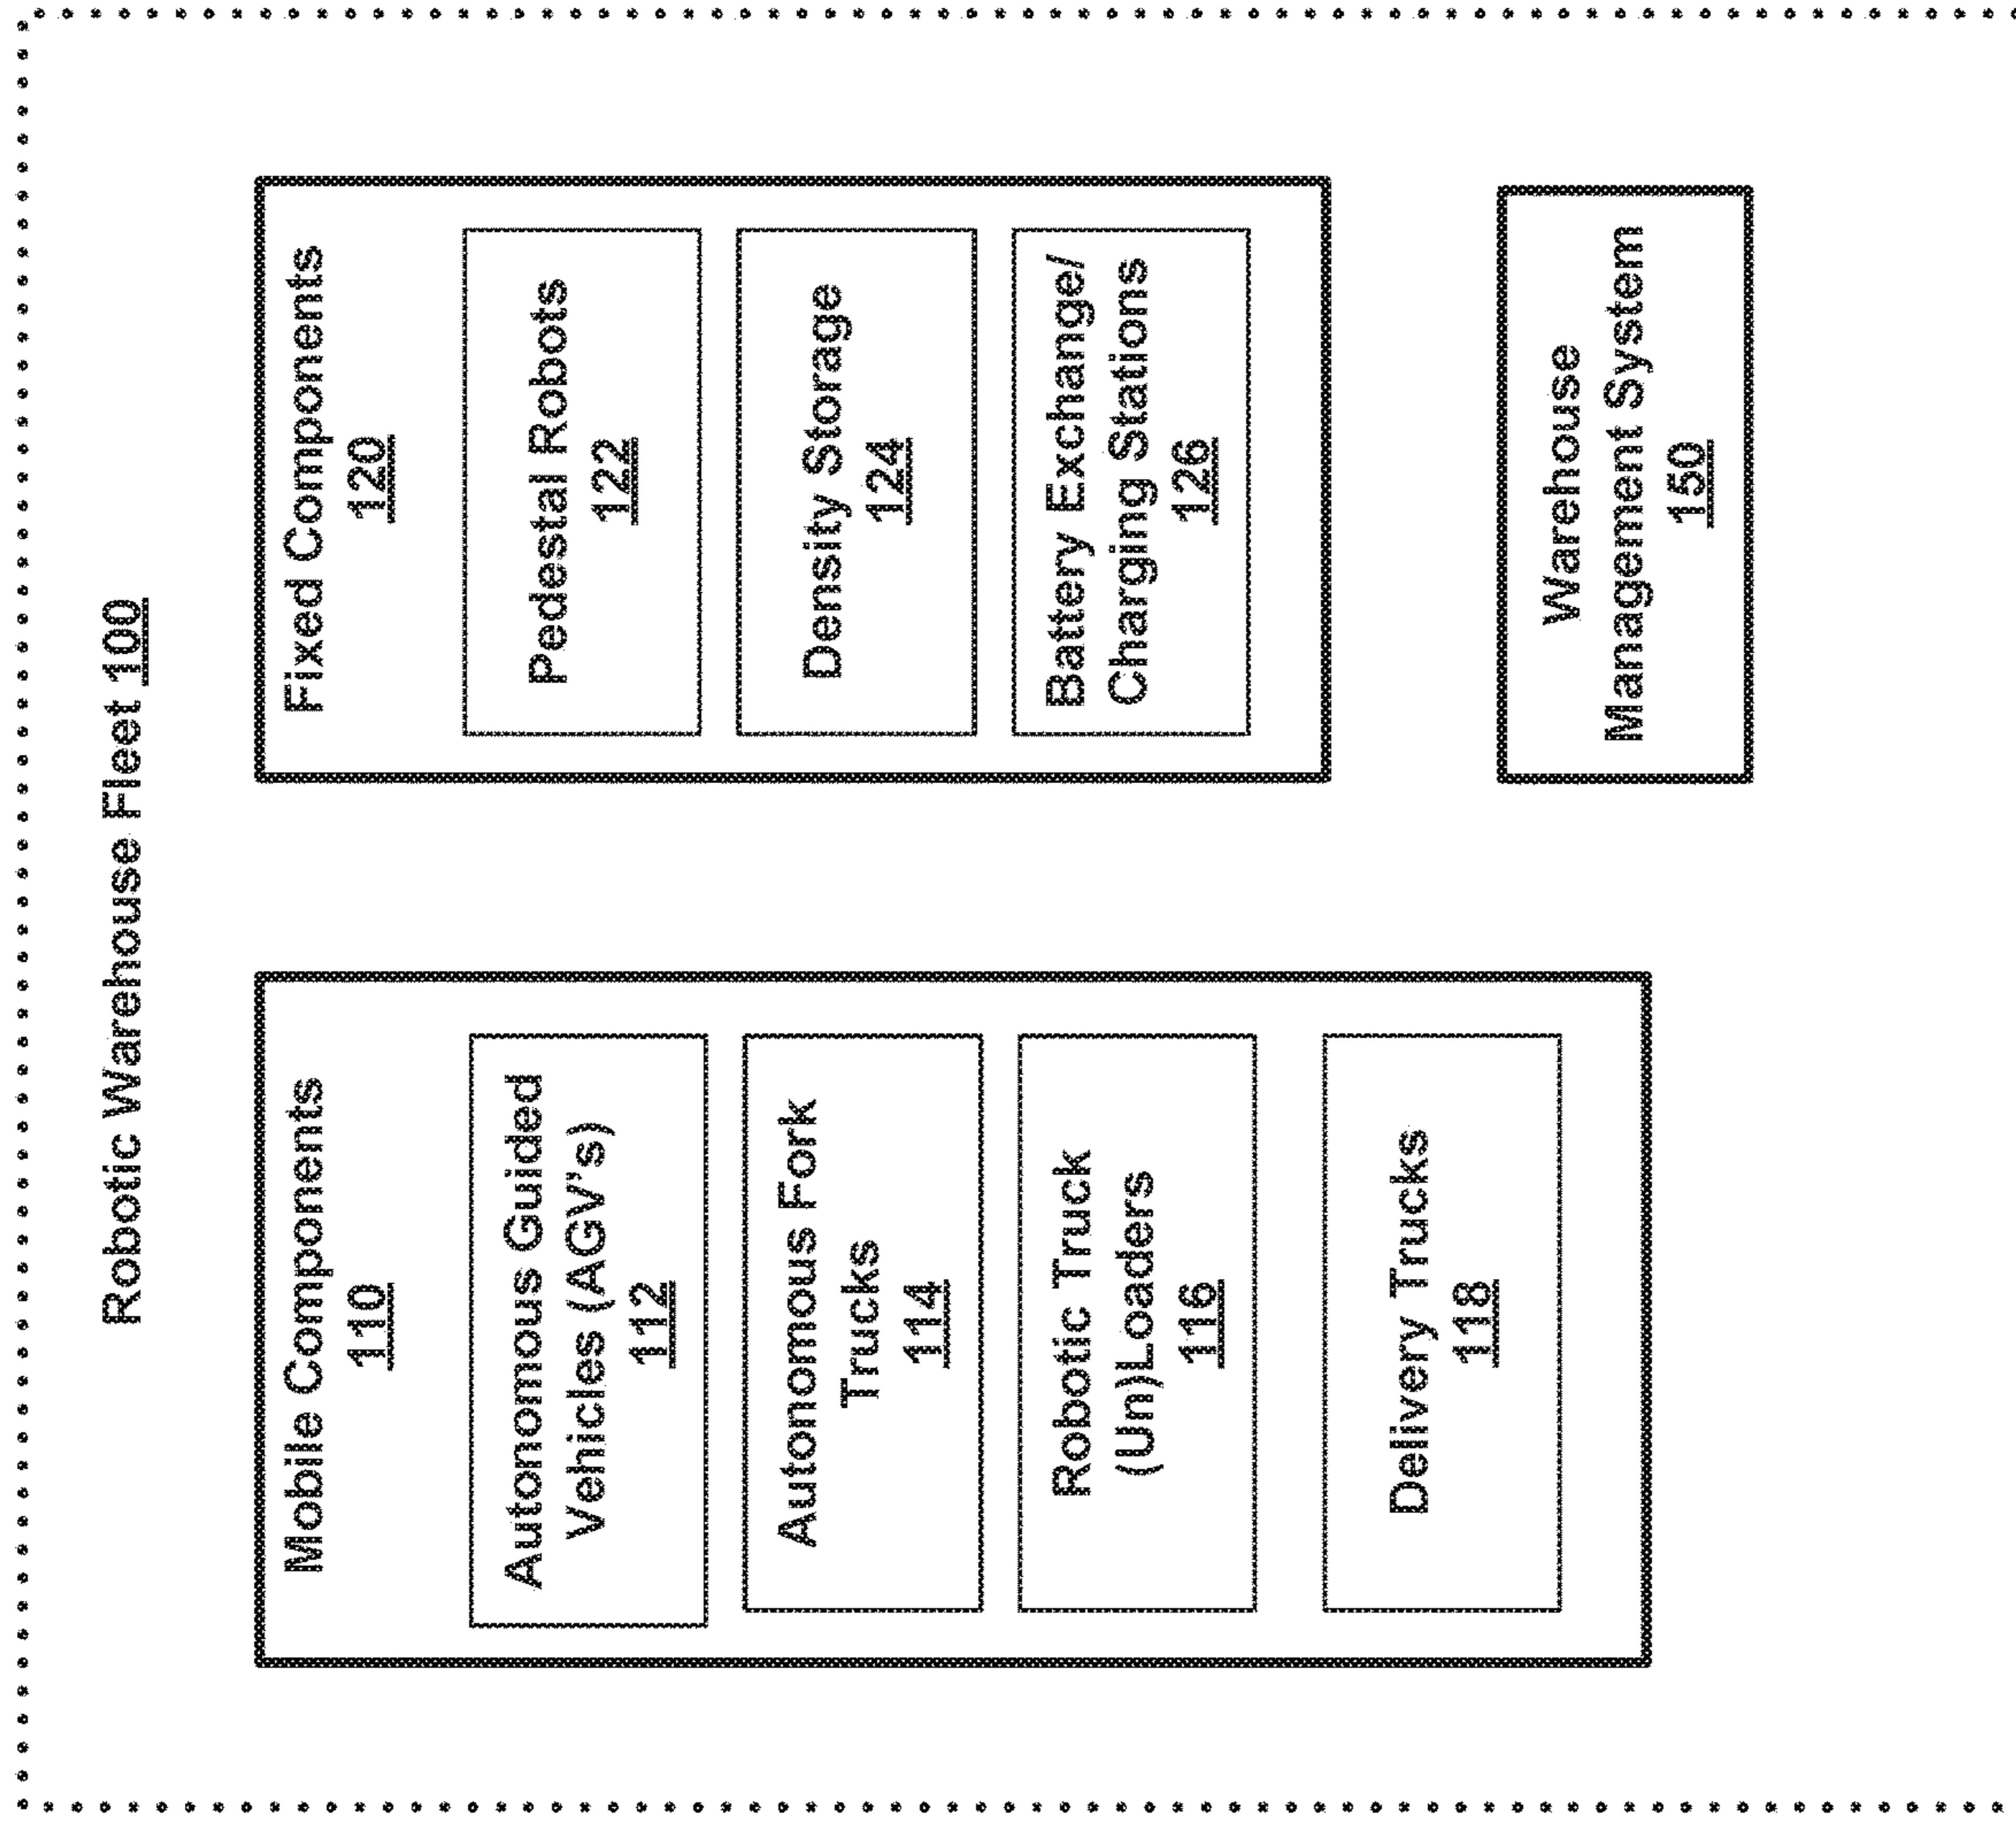 Robotic Warehouse Fleet 100
Mobile Components
110
Autonomous Guided
Vehicles (AGV's)
112
Autonomous Fork
Trucks
114
Robotic Truck
(Un)Loaders
116
Delivery Trucks
118
Fixed Components
120
Pedestal Robots
122
Density Storage
124
Battery Exchange/
Charging Stations
126
Warehouse
Management System
150